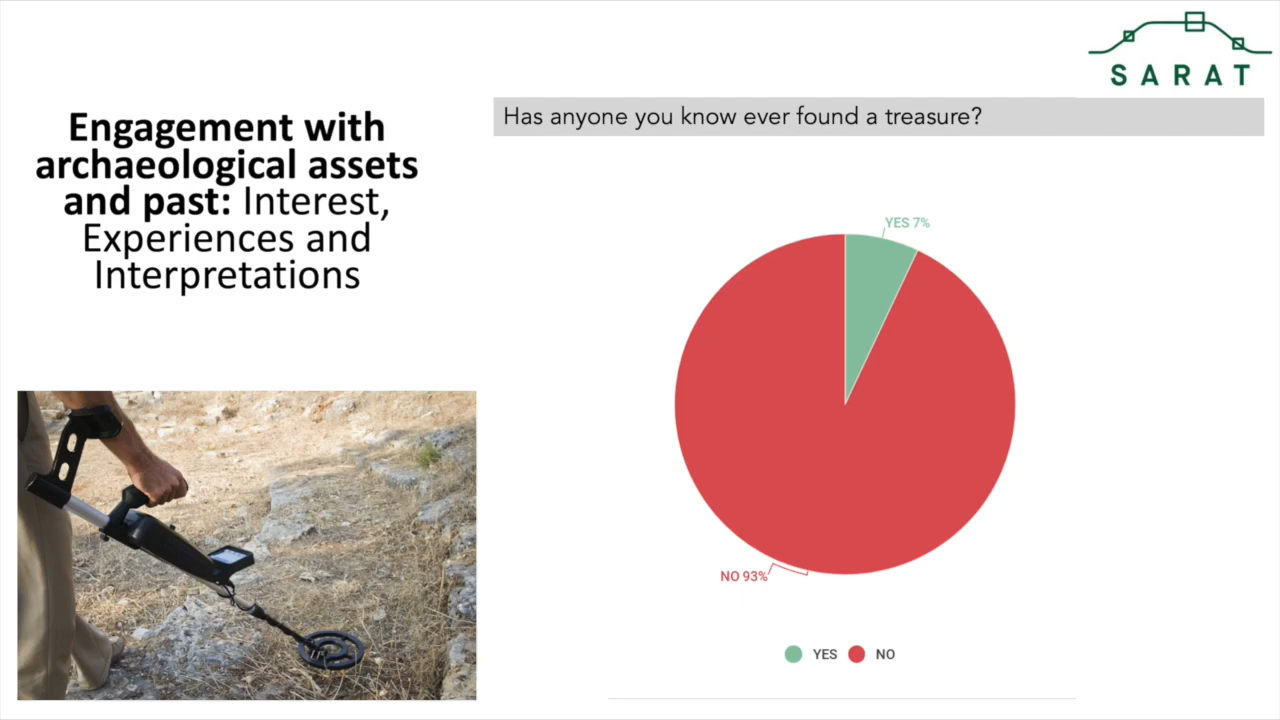 SARAT
Engagement with
archaeological assets
and past: Interest,
Experiences and
Interpretations
Has anyone you know ever found a treasure?
YES 7%
NO 93%
YES
NO